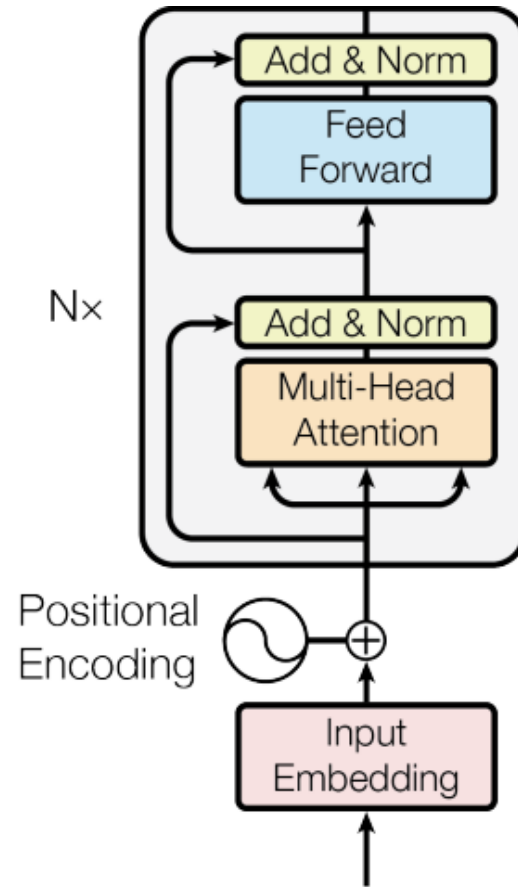 Add & Norm
Feed
Forward
N×
Add & Norm
Multi-Head
Attention
Positional
Encoding
Input
Embedding